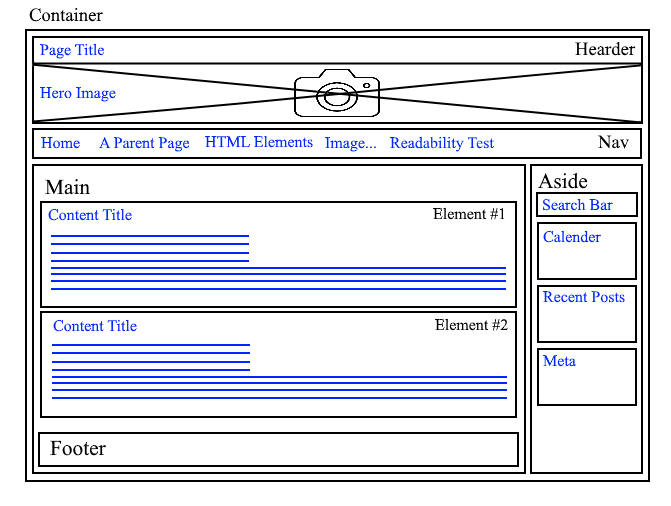 Container
Page Title
Hearder
Hero Image
Home A Parent Page HTML Elements Image... Readability Test
Nav
Main
Content Title
Element #1
Content Title
Element #2
Footer
Aside
Search Bar
Calender
Recent Posts
Meta